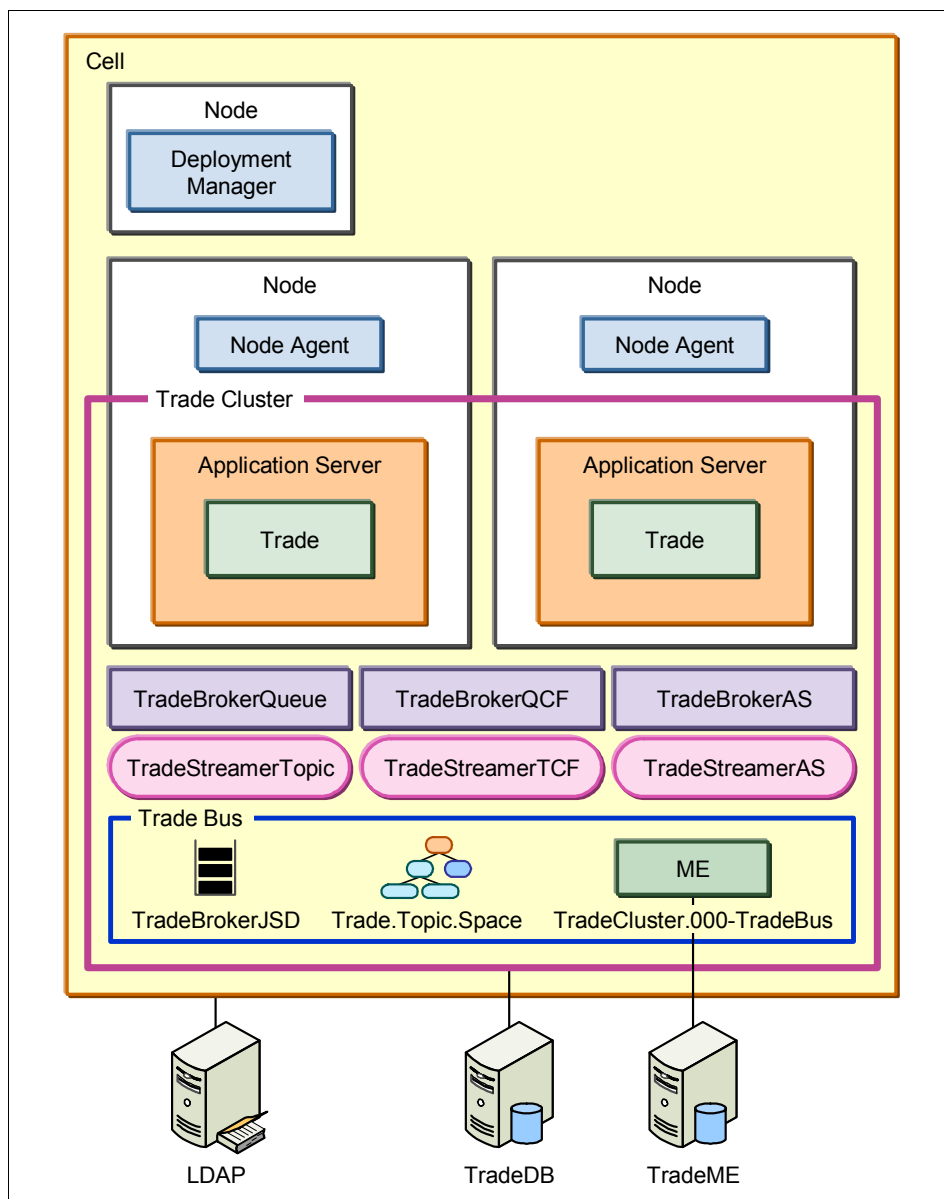 Cell
Node
Deployment
Manager
Node
Node
Node Agent
Node Agent
Trade Cluster
Application Server
Application Server
Trade
Trade
TradeBrokerQueue
TradeBrokerQCF
TradeBrokerAS
TradeStreamerTopic
TradeStreamerTCF
TradeStreamerAS
Trade Bus
ME
TradeBrokerJSD
Trade.Topic.Space
TradeCluster.000-TradeBus
LDAP
TradeDB
TradeME